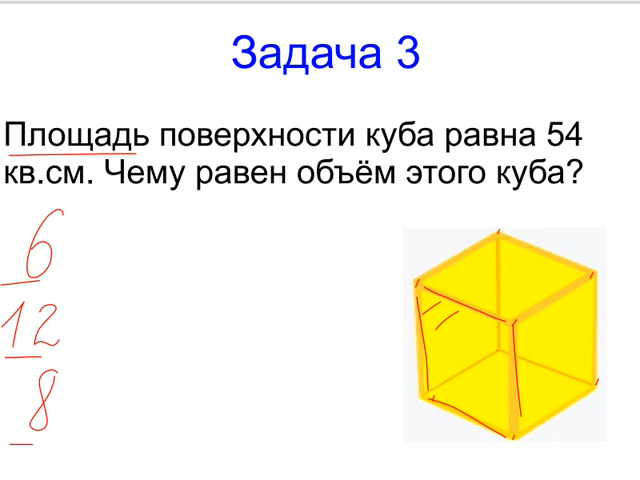 Задача 3
Площадь поверхности куба равна 54
кв.см. Чему равен объём этого куба?
6
12
8